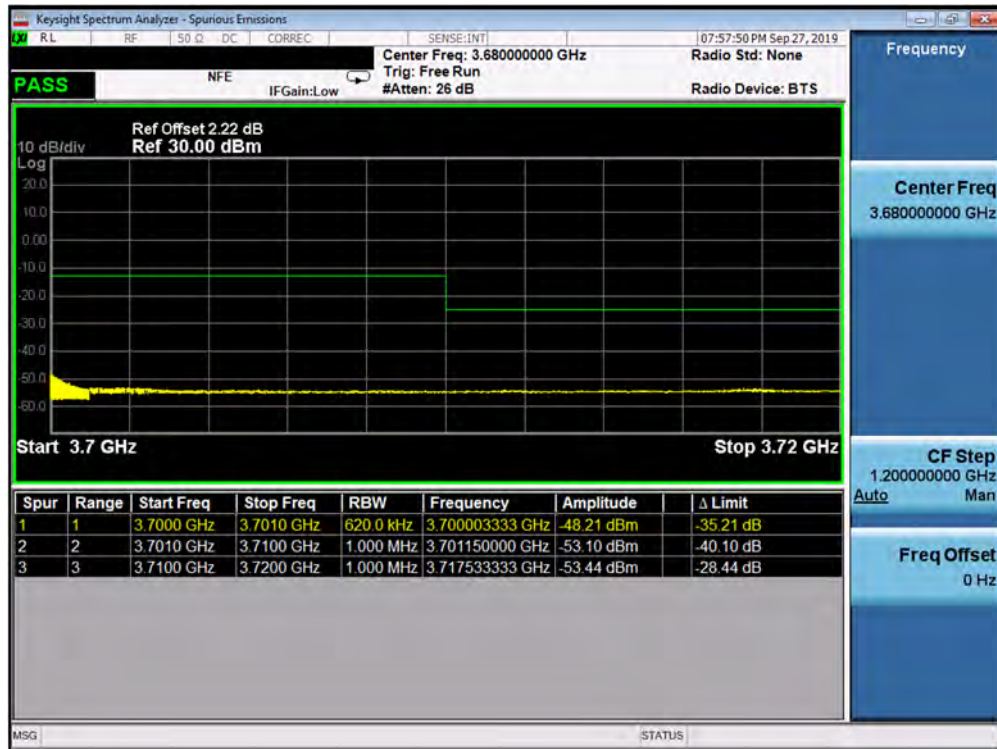 Keysight Spectrum Analyzer - Spurious Emissions
LXI RL RF 50 Ω DC CORREC SENSE:INT 07:57:50 PM Sep 27, 2019
Center Freq: 3.680000000 GHz Radio Std: None
Trig: Free Run
PASS NFE IFGain:Low #Atten: 26 dB Radio Device: BTS
Frequency
Ref Offset 2.22 dB
10 dB/div Ref 30.00 dBm
Log
20.0
10.0
0.00
-10.0
-20.0
-30.0
-40.0
-50.0
-60.0
Start 3.7 GHz Stop 3.72 GHz
Center Freq
3.680000000 GHz
CF Step
1.200000000 GHz
Auto Man
Freq Offset
0 Hz
Spur Range Start Freq Stop Freq RBW Frequency Amplitude Δ Limit
1 1 3.7000 GHz 3.7010 GHz 620.0 kHz 3.700003333 GHz -48.21 dBm -35.21 dB
2 2 3.7010 GHz 3.7100 GHz 1.000 MHz 3.701150000 GHz -53.10 dBm -40.10 dB
3 3 3.7100 GHz 3.7200 GHz 1.000 MHz 3.717533333 GHz -53.44 dBm -28.44 dB
MSG STATUS